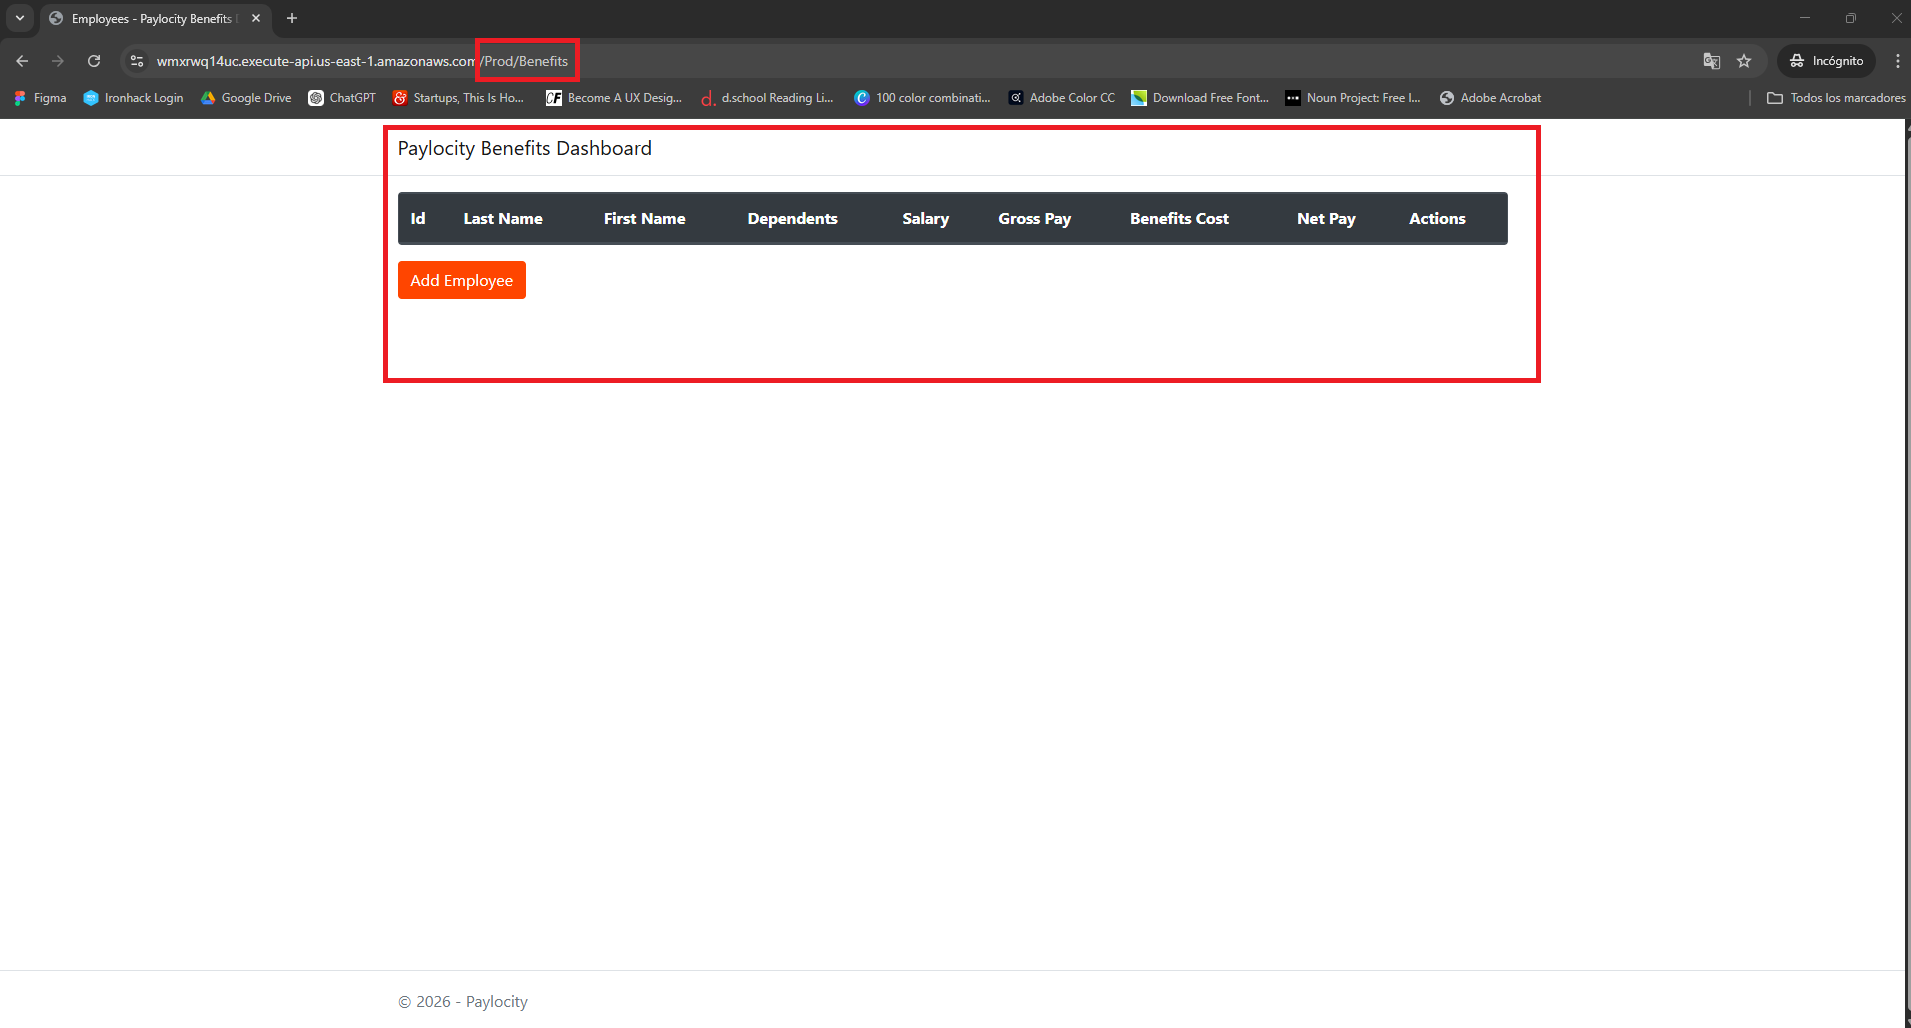 Employees - Paylocity Benefits
wmxrwq14uc.execute-api.us-east-1.amazonaws.com/Prod/Benefits
Incógnito
Figma
Ironhack Login
Google Drive
ChatGPT
Startups, This Is Ho...
CF Become A UX Desig...
d. d.school Reading Li...
C 100 color combinati...
Adobe Color CC
Download Free Font...
Noun Project: Free I...
Adobe Acrobat
Todos los marcadores
Paylocity Benefits Dashboard
Id Last Name First Name Dependents Salary Gross Pay Benefits Cost Net Pay Actions
Add Employee
© 2026 - Paylocity